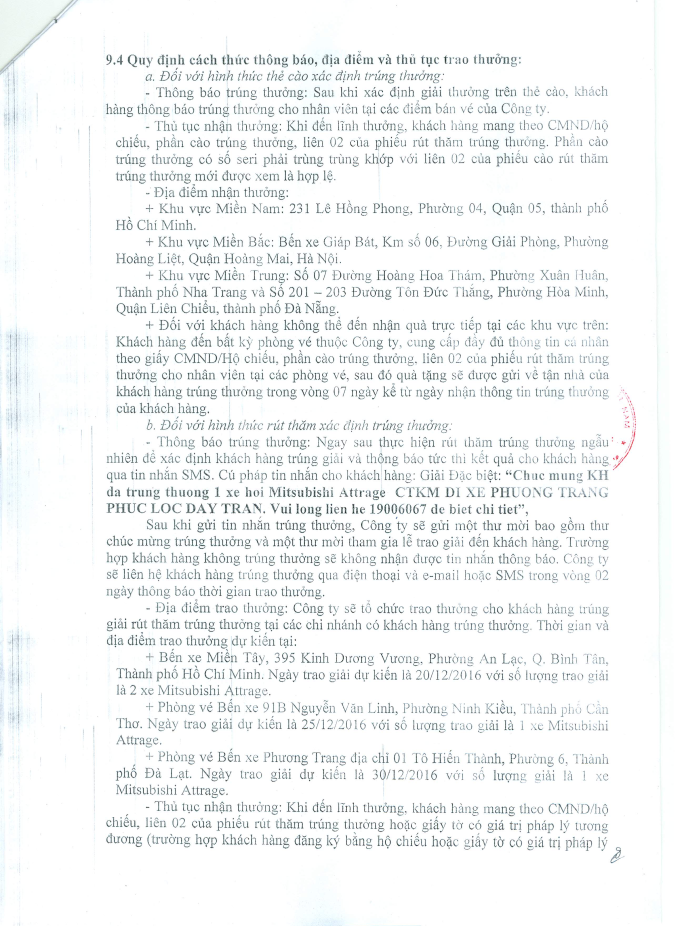 9.4 Quy định cách thức thông báo, địa điểm và thủ tục trao thưởng:
a. Đối với hình thức thẻ cào xác định trúng thưởng:
- Thông báo trúng thưởng: Sau khi xác định giải thưởng trên thẻ cào, khách
hàng thông báo trúng thưởng cho nhân viên tại các điểm bán vé của Công ty.
- Thủ tục nhận thưởng: Khi đến lĩnh thưởng, khách hàng mang theo CMND/hộ
chiếu, phần cào trúng thưởng, liên 02 của phiếu rút thăm trúng thưởng. Phần cào
trúng thưởng có số seri phải trùng trùng khớp với liên 02 của phiếu cào rút thăm
trúng thưởng mới được xem là hợp lệ.
- Địa điểm nhận thưởng:
+ Khu vực Miền Nam: 231 Lê Hồng Phong, Phường 04, Quận 05, thành phố
Hồ Chí Minh.
+ Khu vực Miền Bắc: Bến xe Giáp Bát, Km số 06, Đường Giải Phòng, Phường
Hoàng Liệt, Quận Hoàng Mai, Hà Nội.
+ Khu vực Miền Trung: Số 07 Đường Hoàng Hoa Thám, Phường Xuân Huân,
Thành phố Nha Trang và Số 201 – 203 Đường Tôn Đức Thắng, Phường Hòa Minh,
Quận Liên Chiểu, thành phố Đà Nẵng.
+ Đối với khách hàng không thể đến nhận quà trực tiếp tại các khu vực trên:
Khách hàng đến bất kỳ phòng vé thuộc Công ty, cung cấp đầy đủ thông tin cá nhân
theo giấy CMND/Hộ chiếu, phần cào trúng thưởng, liên 02 của phiếu rút thăm trúng
thưởng cho nhân viên tại các phòng vé, sau đó quà tặng sẽ được gửi về tận nhà của
khách hàng trúng thưởng trong vòng 07 ngày kể từ ngày nhận thông tin trúng thưởng
của khách hàng.
b. Đối với hình thức rút thăm xác định trúng thưởng:
- Thông báo trúng thưởng: Ngay sau thực hiện rút thăm trúng thưởng ngẫu
nhiên để xác định khách hàng trúng giải và thông báo tức thì kết quả cho khách hàng
qua tin nhắn SMS. Cú pháp tin nhắn cho khách hàng: Giải Đặc biệt: “Chuc mung KH
da trung thuong 1 xe hoi Mitsubishi Attrage CTKM DI XE PHUONG TRANG
PHUC LOC DAY TRAN. Vui long lien he 19006067 de biet chi tiet”,
Sau khi gửi tin nhắn trúng thưởng, Công ty sẽ gửi một thư mời bao gồm thư
chúc mừng trúng thưởng và một thư mời tham gia lễ trao giải đến khách hàng. Trường
hợp khách hàng không trúng thưởng sẽ không nhận được tin nhắn thông báo. Công ty
sẽ liên hệ khách hàng trúng thưởng qua điện thoại và e-mail hoặc SMS trong vòng 02
ngày thông báo thời gian trao thưởng.
- Địa điểm trao thưởng: Công ty sẽ tổ chức trao thưởng cho khách hàng trúng
giải rút thăm trúng thưởng tại các chi nhánh có khách hàng trúng thưởng. Thời gian và
địa điểm trao thưởng dự kiến tại:
+ Bến xe Miền Tây, 395 Kinh Dương Vương, Phường An Lạc, Q. Bình Tân,
Thành phố Hồ Chí Minh. Ngày trao giải dự kiến là 20/12/2016 với số lượng trao giải
là 2 xe Mitsubishi Attrage.
+ Phòng vé Bến xe 91B Nguyễn Văn Linh, Phường Ninh Kiều, Thành phố Cần
Thơ. Ngày trao giải dự kiến là 25/12/2016 với số lượng trao giải là 1 xe Mitsubishi
Attrage.
+ Phòng vé Bến xe Phương Trang địa chỉ 01 Tô Hiến Thành, Phường 6, Thành
phố Đà Lạt. Ngày trao giải dự kiến là 30/12/2016 với số lượng giải là 1 xe
Mitsubishi Attrage.
- Thủ tục nhận thưởng: Khi đến lĩnh thưởng, khách hàng mang theo CMND/hộ
chiếu, liên 02 của phiếu rút thăm trúng thưởng hoặc giấy tờ có giá trị pháp lý tương
đương (trường hợp khách hàng đăng ký bằng hộ chiếu hoặc giấy tờ có giá trị pháp lý